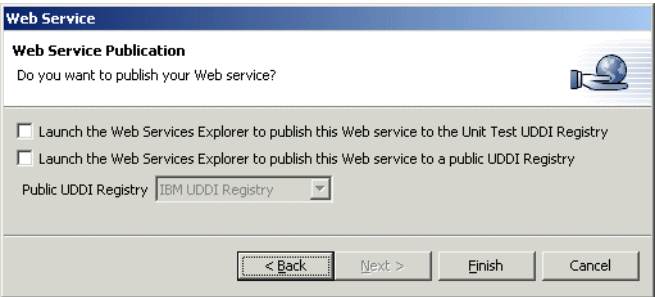 Web Service
Web Service Publication
Do you want to publish your Web service?
Launch the Web Services Explorer to publish this Web service to the Unit Test UDDI Registry
Launch the Web Services Explorer to publish this Web service to a public UDDI Registry
Public UDDI Registry IBM UDDI Registry
< Back Next > Finish Cancel